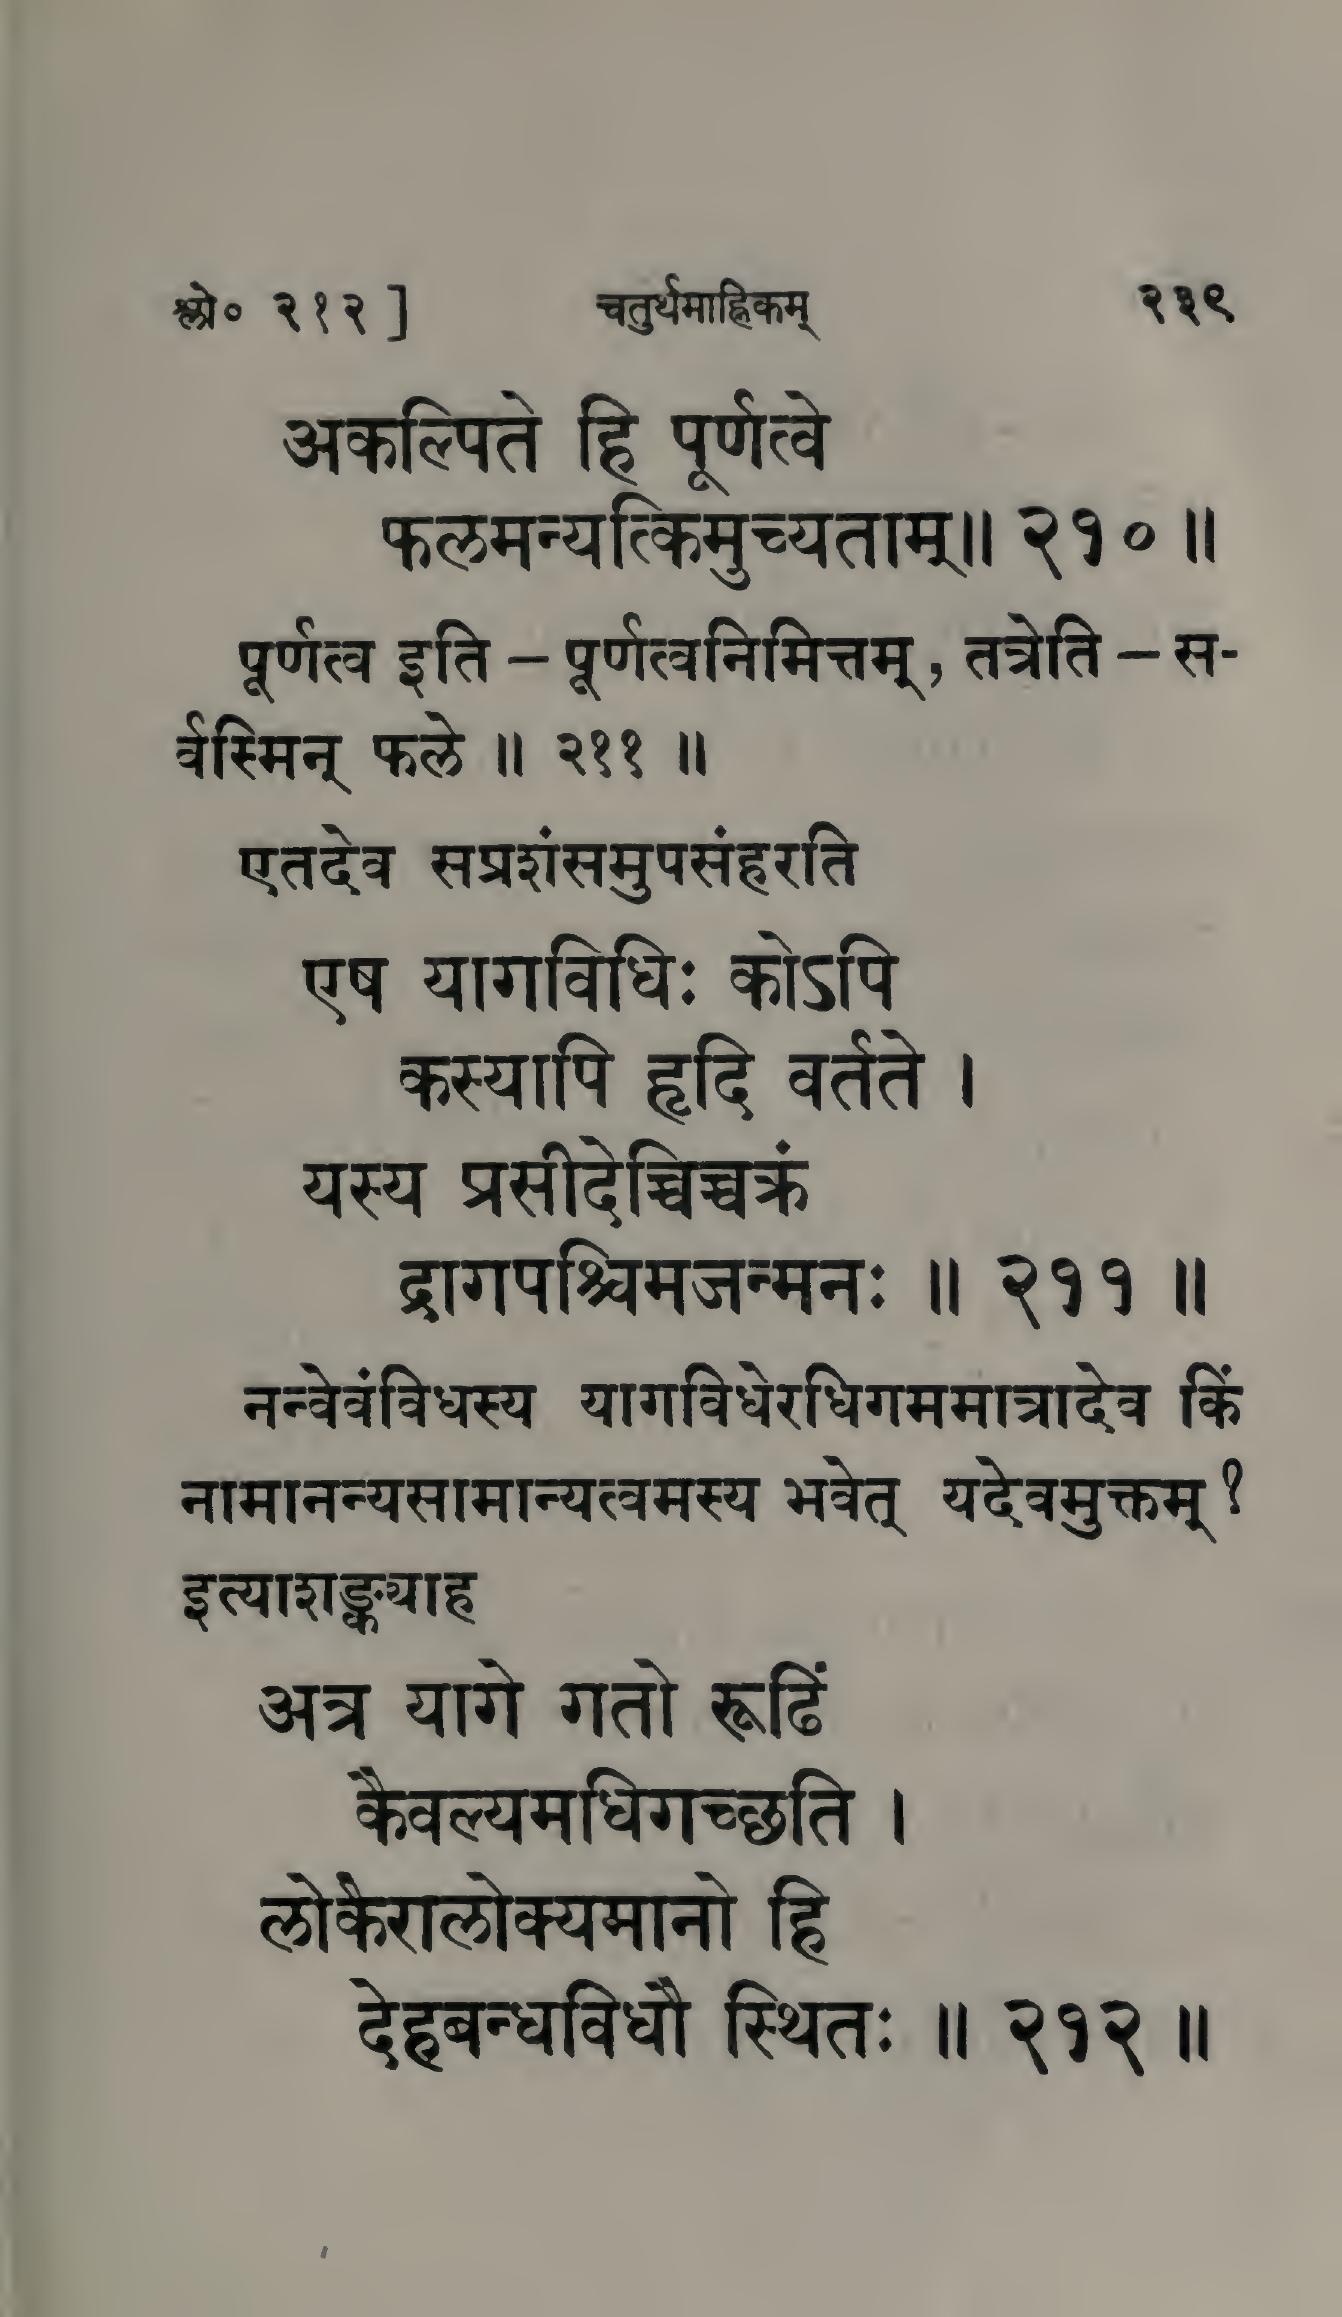 श्लो० २१२ ] चतुर्थमाह्निकम् २३९
अकल्पिते हि पूर्णत्वे
फलमन्यत्किमुच्यताम्॥ २१० ॥
पूर्णत्व इति – पूर्णत्वनिमित्तम्, तत्रेति – स-
र्वस्मिन् फले ॥ २११ ॥
एतदेव सप्रशंसमुपसंहरति
एष यागविधिः कोऽपि
कस्यापि हृदि वर्तते ।
यस्य प्रसीदेच्चिच्चक्रं
द्रागपश्चिमजन्मनः ॥ २११ ॥
नन्वेवंविधस्य यागविधेरधिगममात्रादेव किं
नामानन्यसामान्यत्वमस्य भवेत् यदेवमुक्तम् ?
इत्याशङ्क्याह
अत्र यागे गतो रूढिं
कैवल्यमधिगच्छति ।
लोकैरालोक्यमानो हि
देहबन्धविधौ स्थितः ॥ २१२ ॥